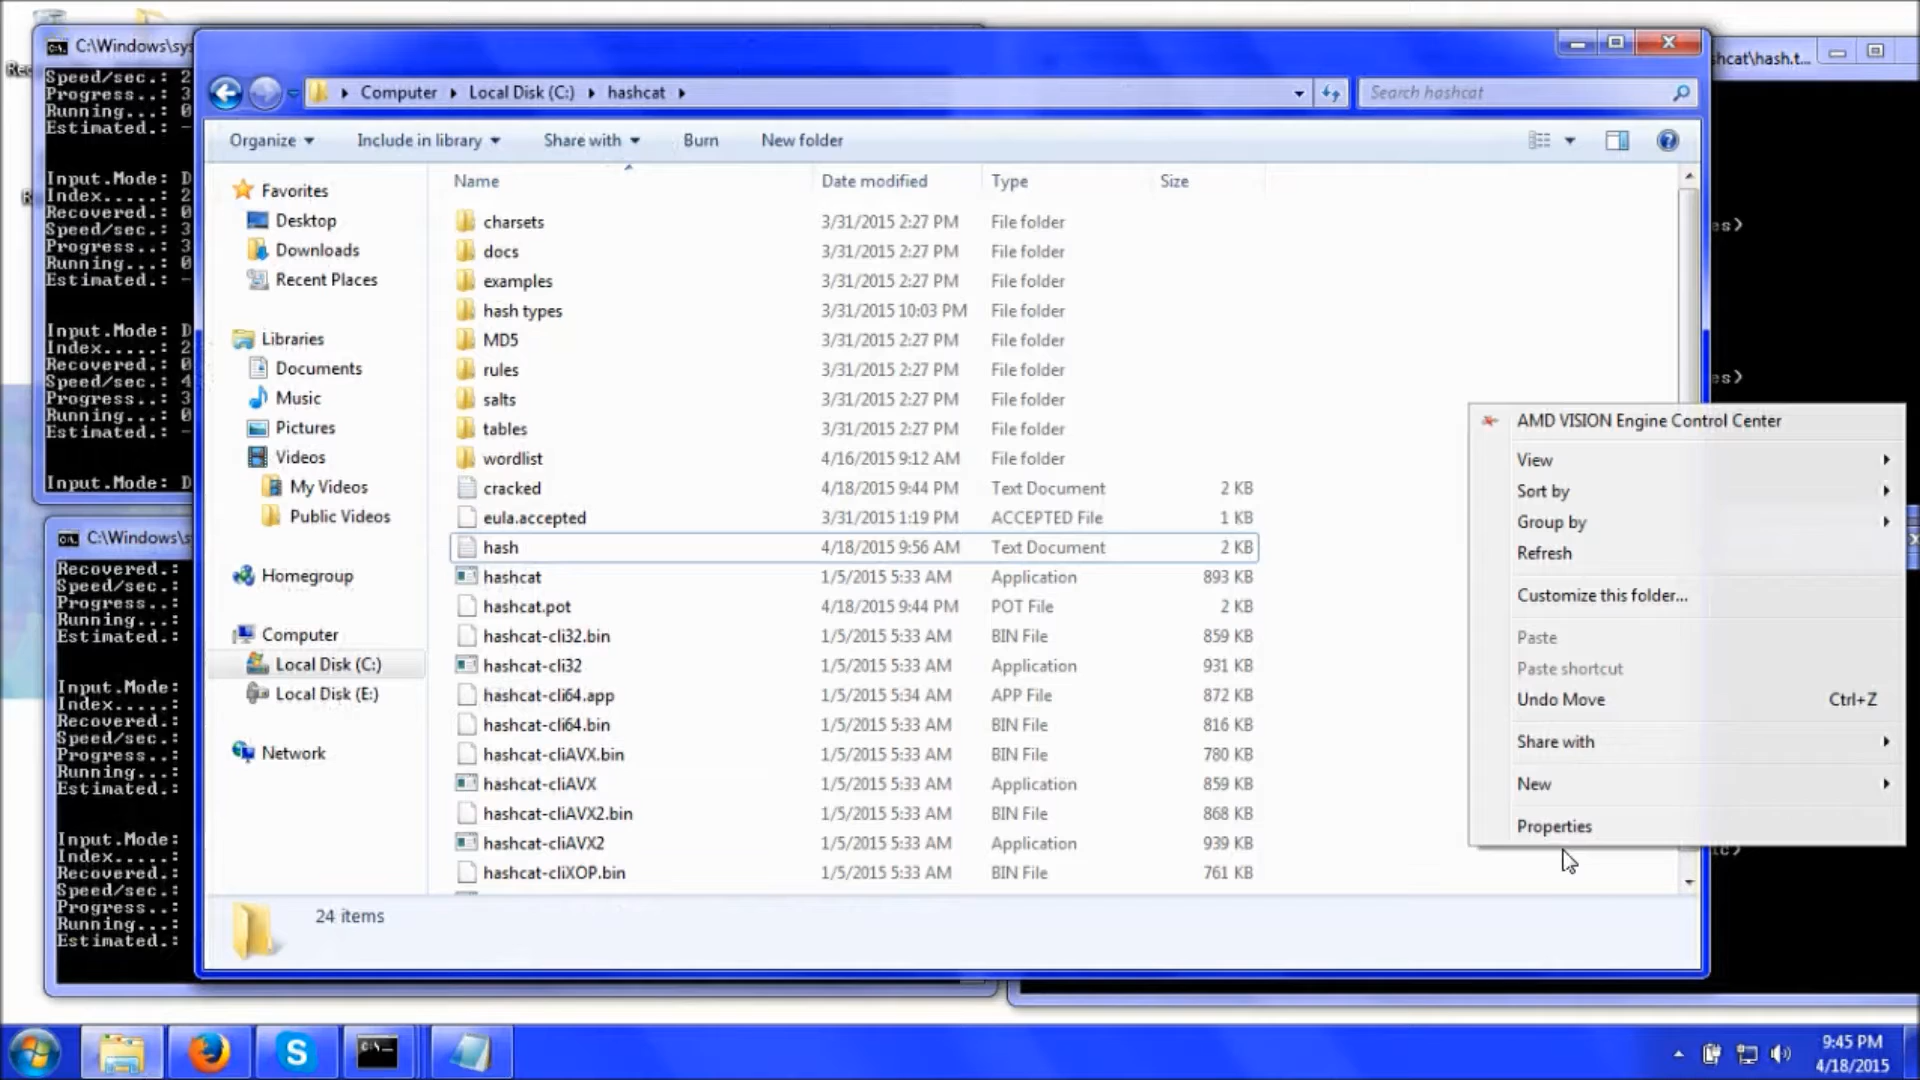 C:\Windows\sys
Rec
Speed/sec.: 2
Progress..: 3
Running...: 0
Estimated.: -
Input.Mode: D
Index.....: 2
Recovered.: 0
Speed/sec.: 3
Progress..: 3
Running...: 0
Estimated.: -
Input.Mode: D
Index.....: 2
Recovered.: 0
Speed/sec.: 4
Progress..: 3
Running...: 0
Estimated.: -
Input.Mode: D
C:\Windows\s
Recovered.:
Speed/sec.:
Progress..:
Running...:
Estimated.:
Input.Mode:
Index.....:
Recovered.:
Speed/sec.:
Progress..:
Running...:
Estimated.:
Input.Mode:
Index.....:
Recovered.:
Speed/sec.:
Progress..:
Running...:
Estimated.:
Computer Local Disk (C:) hashcat
Search hashcat
hcat\hash.t...
Organize Include in library Share with Burn New folder
Favorites
Desktop
Downloads
Recent Places
Libraries
Documents
Music
Pictures
Videos
My Videos
Public Videos
Homegroup
Computer
Local Disk (C:)
Local Disk (E:)
Network
Name Date modified Type Size
charsets 3/31/2015 2:27 PM File folder
docs 3/31/2015 2:27 PM File folder
examples 3/31/2015 2:27 PM File folder
hash types 3/31/2015 10:03 PM File folder
MD5 3/31/2015 2:27 PM File folder
rules 3/31/2015 2:27 PM File folder
salts 3/31/2015 2:27 PM File folder
tables 3/31/2015 2:27 PM File folder
wordlist 4/16/2015 9:12 AM File folder
cracked 4/18/2015 9:44 PM Text Document 2 KB
eula.accepted 3/31/2015 1:19 PM ACCEPTED File 1 KB
hash 4/18/2015 9:56 AM Text Document 2 KB
hashcat 1/5/2015 5:33 AM Application 893 KB
hashcat.pot 4/18/2015 9:44 PM POT File 2 KB
hashcat-cli32.bin 1/5/2015 5:33 AM BIN File 859 KB
hashcat-cli32 1/5/2015 5:33 AM Application 931 KB
hashcat-cli64.app 1/5/2015 5:34 AM APP File 872 KB
hashcat-cli64.bin 1/5/2015 5:33 AM BIN File 816 KB
hashcat-cliAVX.bin 1/5/2015 5:33 AM BIN File 780 KB
hashcat-cliAVX 1/5/2015 5:33 AM Application 859 KB
hashcat-cliAVX2.bin 1/5/2015 5:33 AM BIN File 868 KB
hashcat-cliAVX2 1/5/2015 5:33 AM Application 939 KB
hashcat-cliXOP.bin 1/5/2015 5:33 AM BIN File 761 KB
24 items
es>
es>
AMD VISION Engine Control Center
View
Sort by
Group by
Refresh
Customize this folder...
Paste
Paste shortcut
Undo Move Ctrl+Z
Share with
New
Properties
9:45 PM
4/18/2015